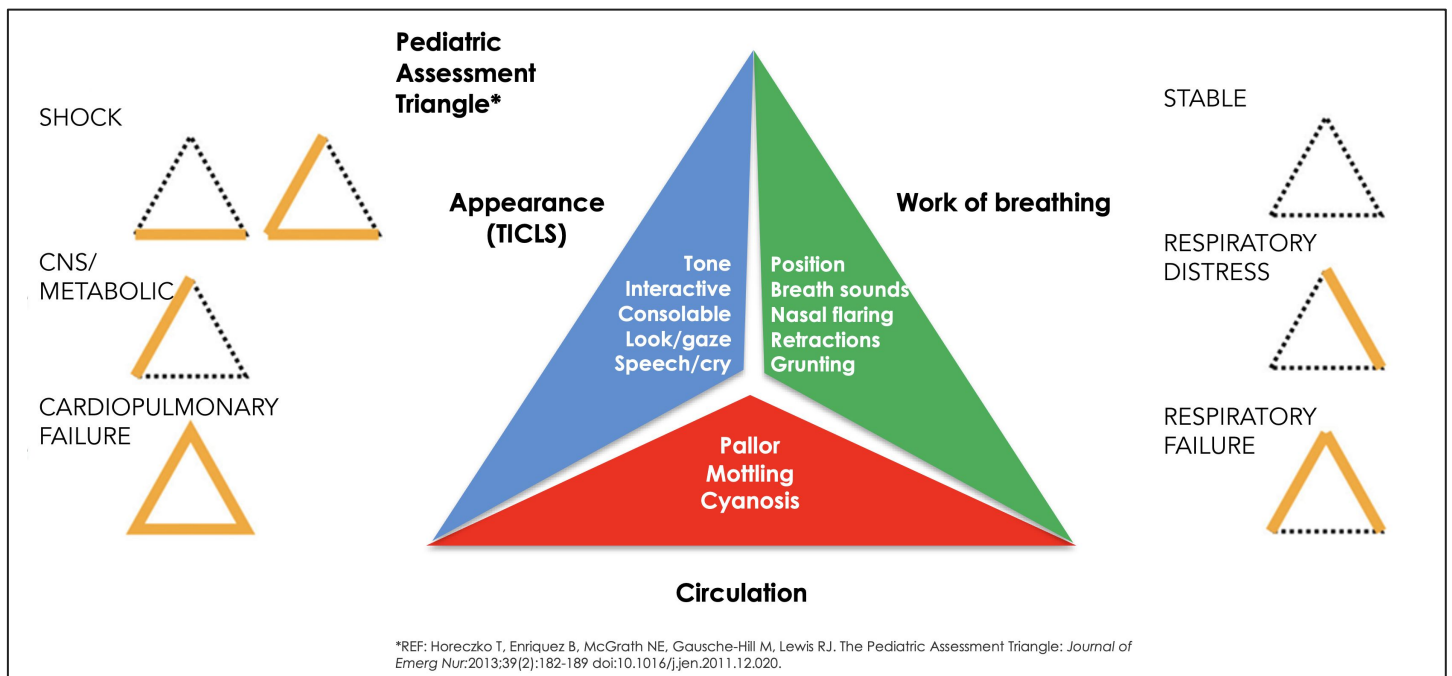 Pediatric
Assessment
Triangle*
SHOCK
CNS/
METABOLIC
CARDIOPULMONARY
FAILURE
Appearance
(TICLS)
Tone
Interactive
Consolable
Look/gaze
Speech/cry
Work of breathing
Position
Breath sounds
Nasal flaring
Retractions
Grunting
Pallor
Mottling
Cyanosis
Circulation
STABLE
RESPIRATORY
DISTRESS
RESPIRATORY
FAILURE
*REF: Horeczko T, Enriquez B, McGrath NE, Gausche-Hill M, Lewis RJ. The Pediatric Assessment Triangle: Journal of
Emerg Nur:2013;39(2):182-189 doi:10.1016/j.jen.2011.12.020.